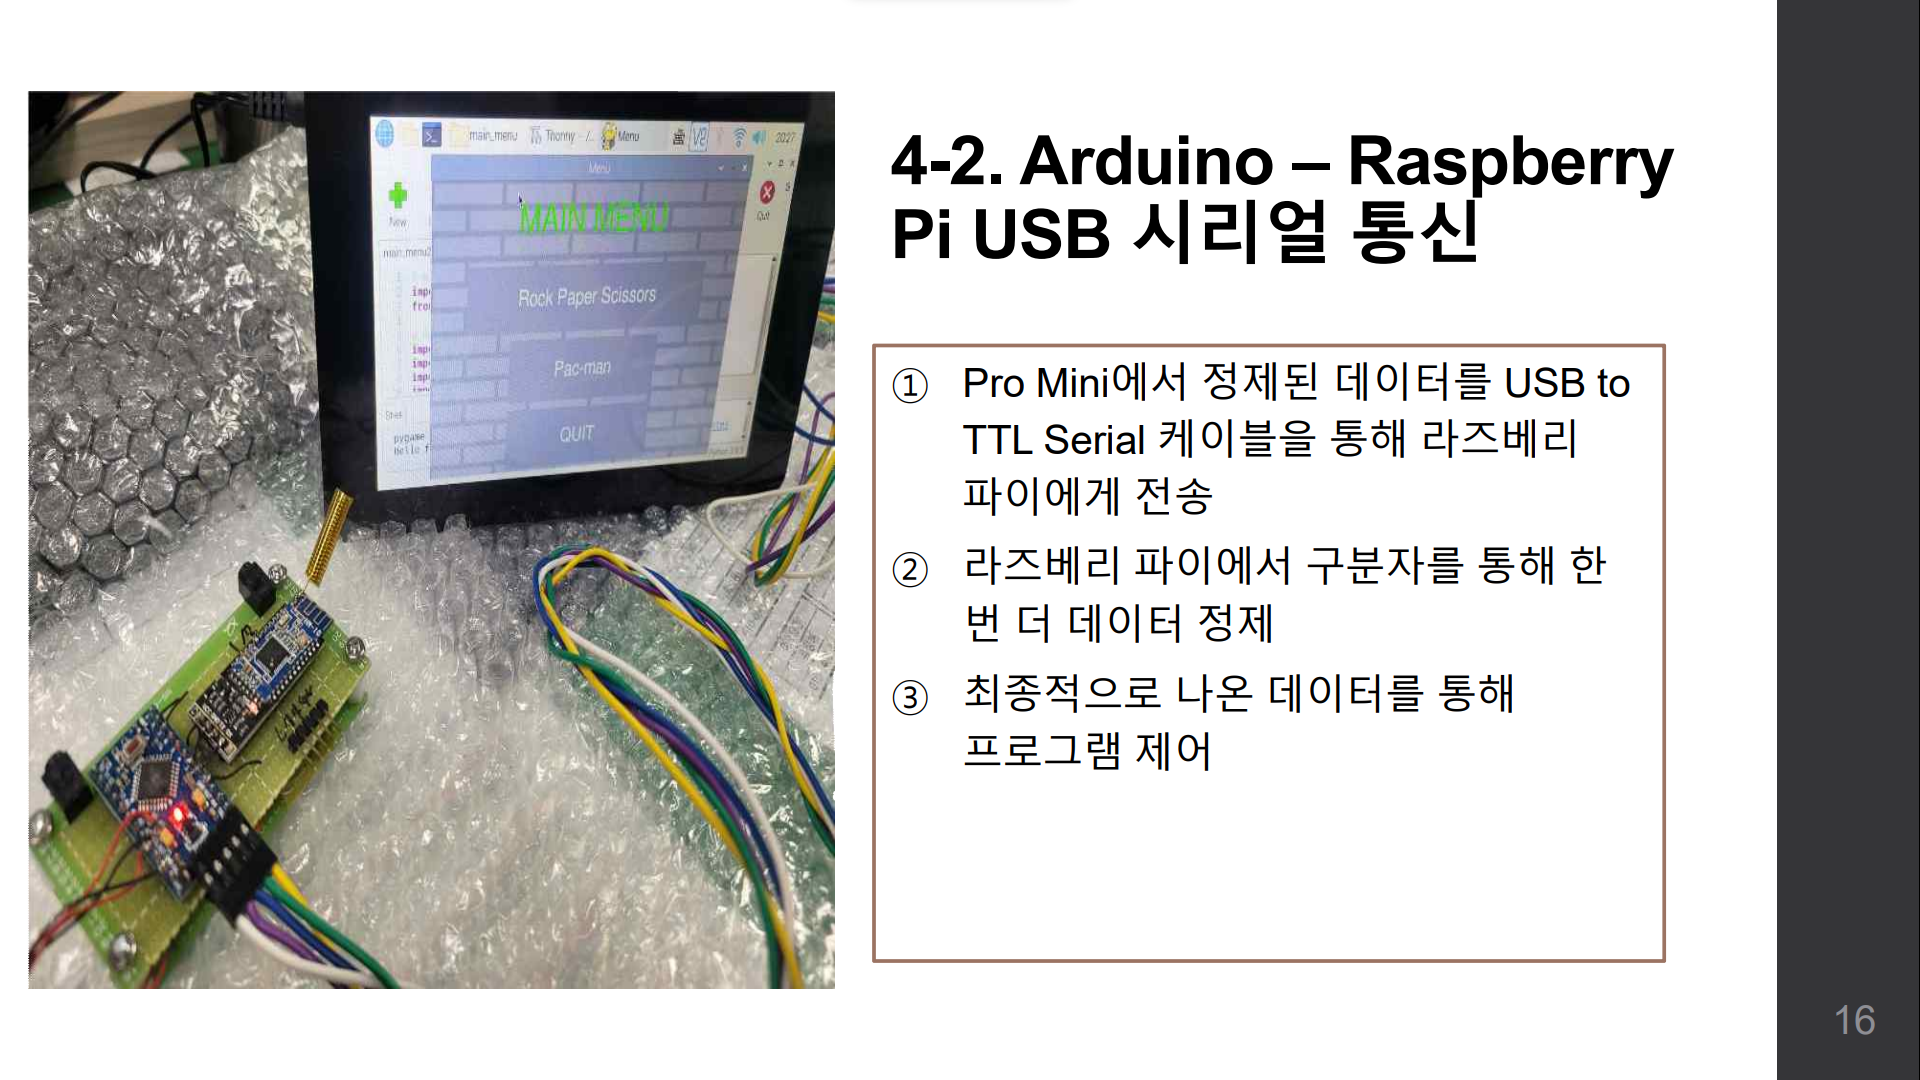 main_menu Thonny - /... Menu 20:27
Menu
New
Quit
MAIN MENU
Rock Paper Scissors
Pac-man
QUIT
pygame
4-2. Arduino – Raspberry
Pi USB 시리얼 통신
① Pro Mini에서 정제된 데이터를 USB to
TTL Serial 케이블을 통해 라즈베리
파이에게 전송
② 라즈베리 파이에서 구분자를 통해 한
번 더 데이터 정제
③ 최종적으로 나온 데이터를 통해
프로그램 제어
16